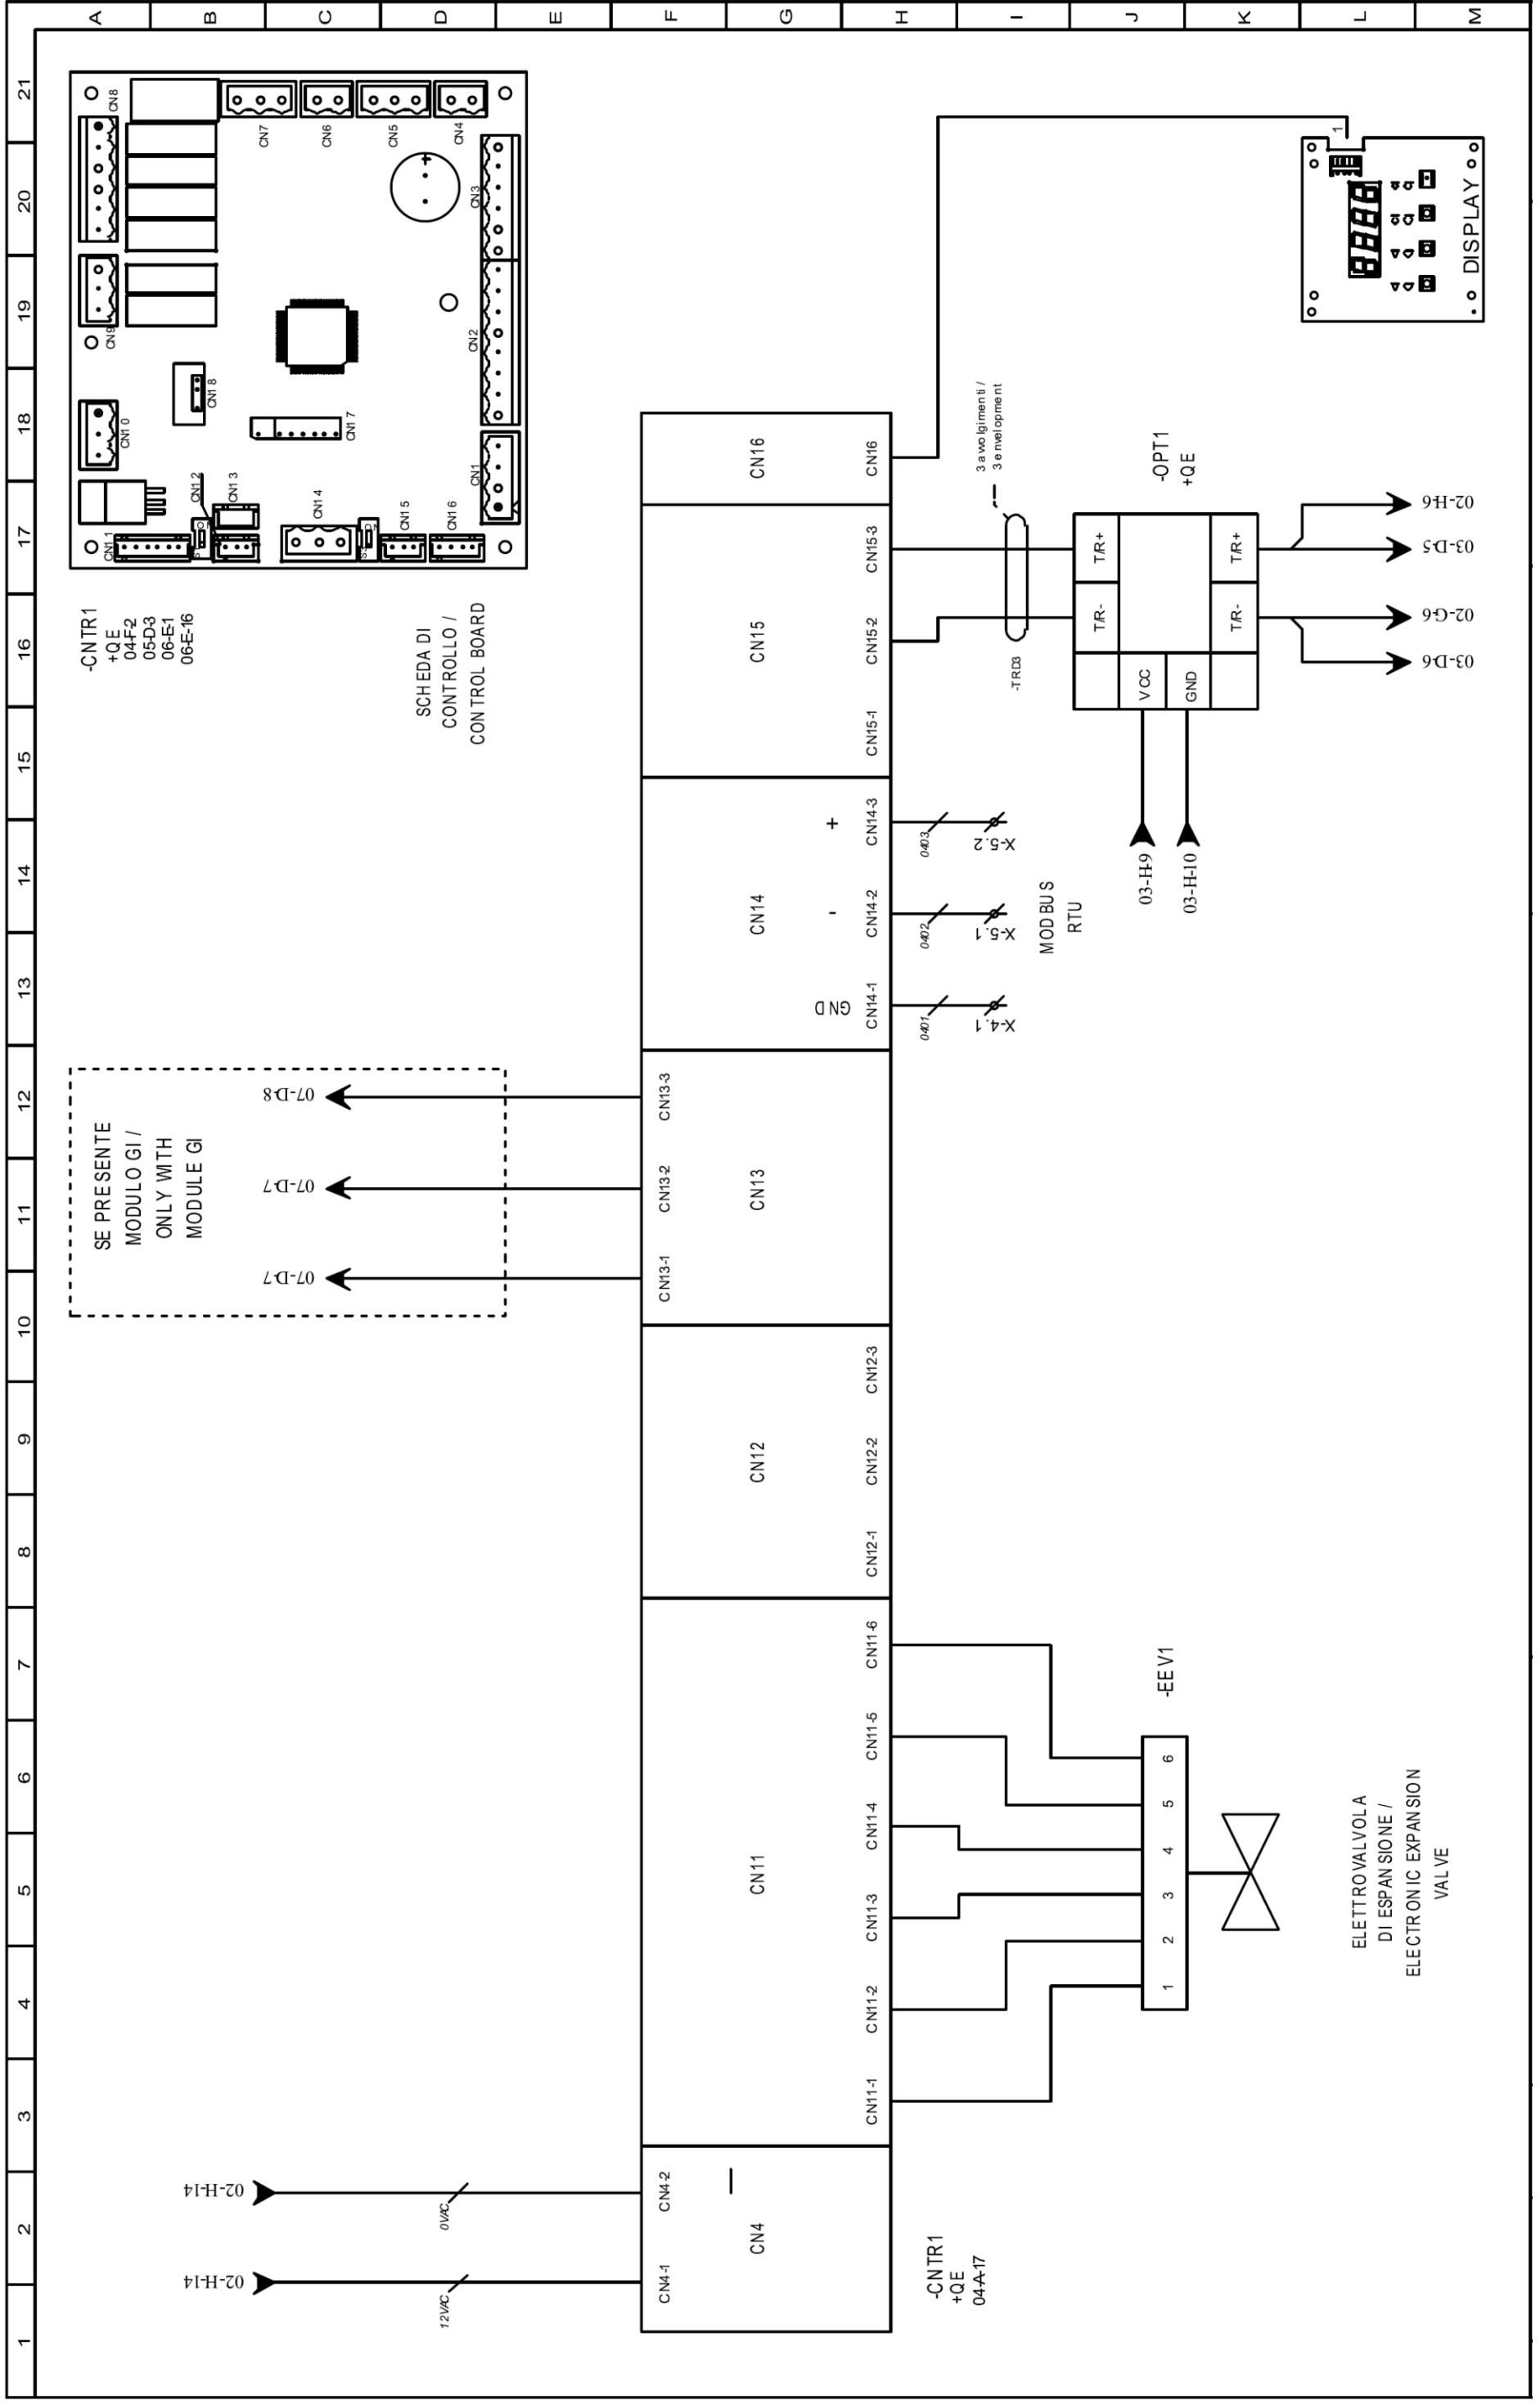 1 2 3 4 5 6 7 8 9 10 11 12 13 14 15 16 17 18 19 20 21
A
B
C
D
E
F
G
H
I
J
K
L
M
02-H-14
02-H-14
12VAC
0VAC
CN4-1
CN4-2
CN4
-CNTR1
+QE
04-A-17
CN11
CN11-1
CN11-2
CN11-3
CN11-4
CN11-5
CN11-6
1 2 3 4 5 6
-EEV1
ELETTROVALVOLA
DI ESPANSIONE /
ELECTRONIC EXPANSION
VALVE
CN12
CN12-1
CN12-2
CN12-3
SE PRESENTE
MODULO GI /
ONLY WITH
MODULE GI
07-D-7
07-D-7
07-D-8
CN13-1
CN13-2
CN13-3
CN13
CN14
GND
-
+
CN14-1
CN14-2
CN14-3
0401
0402
0403
X-4.1
X-5.1
X-5.2
MODBUS
RTU
CN15
CN15-1
CN15-2
CN15-3
CN16
CN16
-TRD3
3 avvolgimenti /
3 envelopment
-OPT1
+QE
T/R-
T/R+
VCC
GND
T/R-
T/R+
03-H-9
03-H-10
03-D-6
02-G-6
03-D-5
02-H-6
1
DISPLAY
-CNTR1
+QE
04-F-2
05-D-3
06-E-1
06-E-16
SCHEDA DI
CONTROLLO /
CONTROL BOARD
CN11
CN12
CN13
CN14
CN15
CN16
CN10
CN18
CN17
CN1
CN9
CN2
CN8
CN7
CN6
CN5
CN4
CN3
+